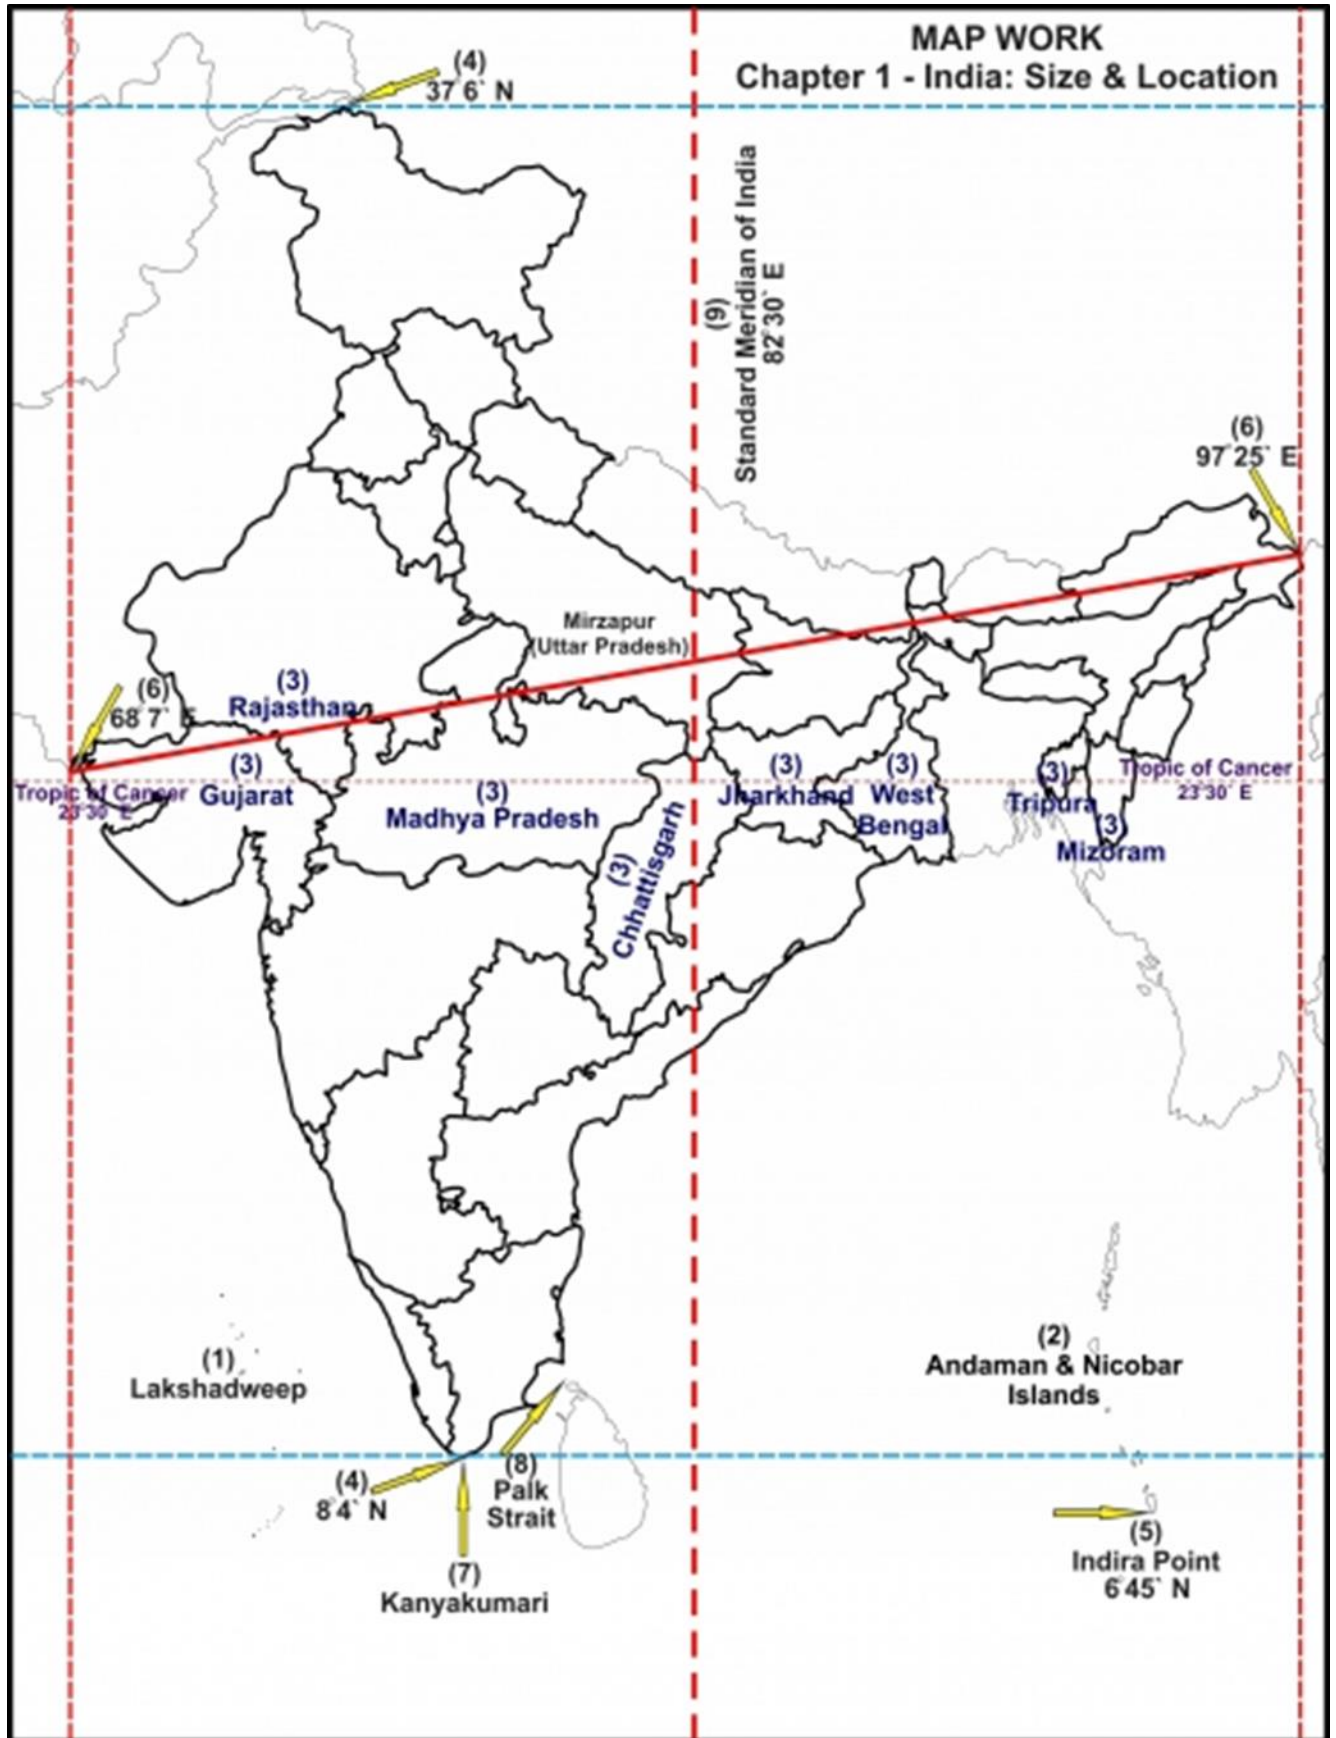 MAP WORK
Chapter 1 - India: Size & Location
(4)
37°6` N
(9)
Standard Meridian of India
82°30` E
(6)
97°25` E
Mirzapur
(Uttar Pradesh)
(6)
68°7` E
(3)
Rajasthan
(3)
Gujarat
(3)
Madhya Pradesh
(3)
Chhattisgarh
(3)
Jharkhand
(3)
West
Bengal
(3)
Tripura
(3)
Mizoram
Tropic of Cancer
23°30` E
Tropic of Cancer
23°30` E
(1)
Lakshadweep
(2)
Andaman & Nicobar
Islands
(4)
8°4` N
(8)
Palk
Strait
(7)
Kanyakumari
(5)
Indira Point
6°45` N